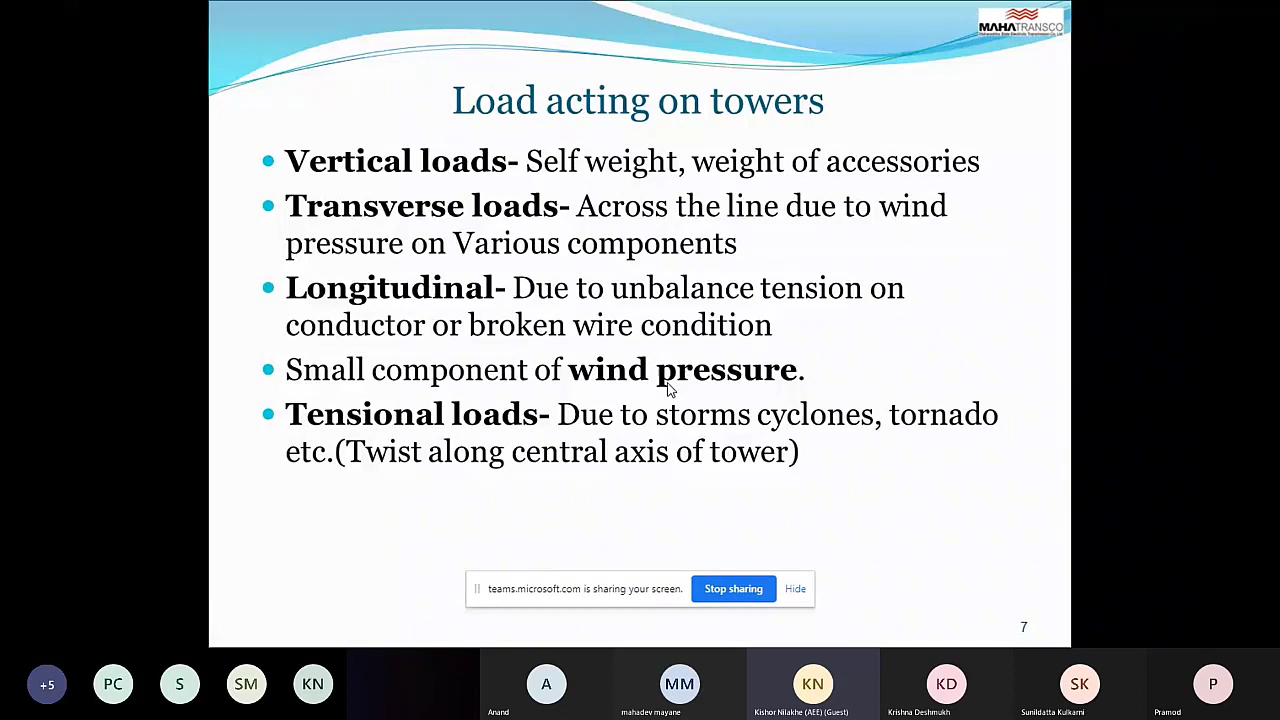 MAHATRANSCO
Load acting on towers
Vertical loads- Self weight, weight of accessories
Transverse loads- Across the line due to wind
pressure on Various components
Longitudinal- Due to unbalance tension on
conductor or broken wire condition
Small component of wind pressure.
Tensional loads- Due to storms cyclones, tornado
etc.(Twist along central axis of tower)
teams.microsoft.com is sharing your screen.
Stop sharing
Hide
7
+5
PC
S
SM
KN
A
MM
KN
KD
SK
P
Anand
mahadev mayane
Kishor Nilakhe (AEE) (Guest)
Krishna Deshmukh
Sunildatta Kulkarni
Pramod